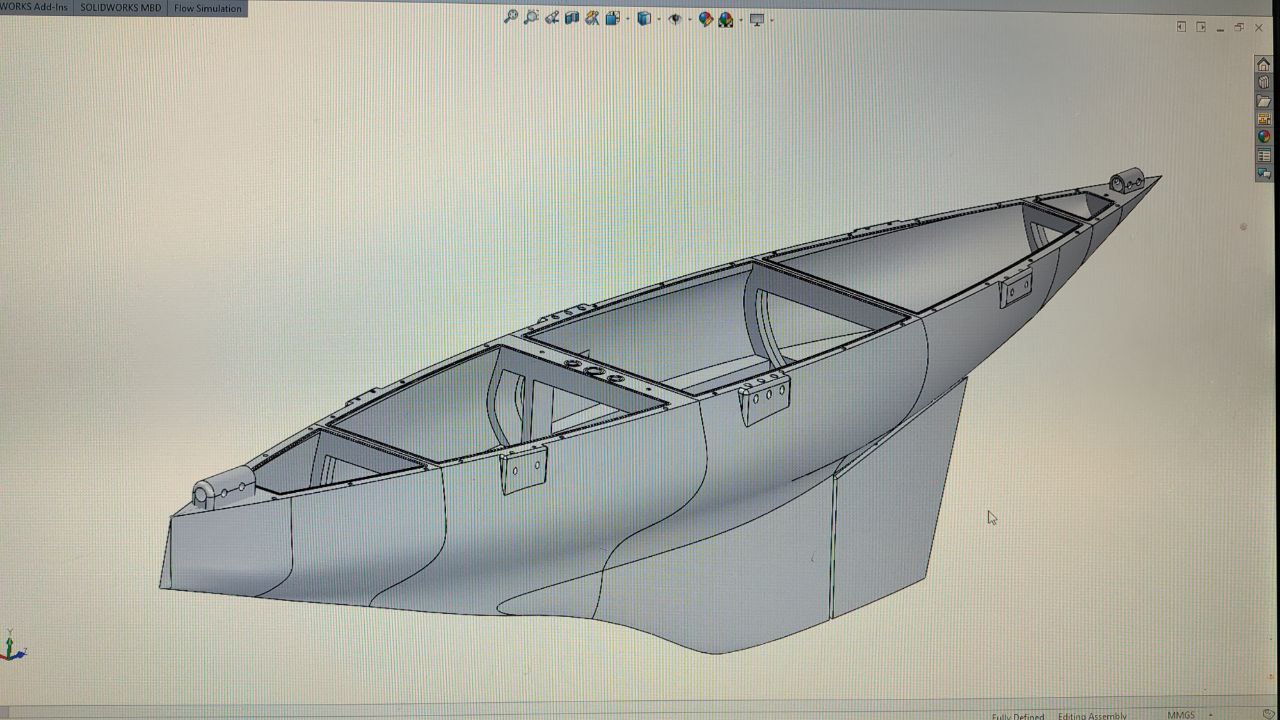 WORKS Add-Ins SOLIDWORKS MBD Flow Simulation
Y
Z
Fully Defined Editing Assembly MMGS